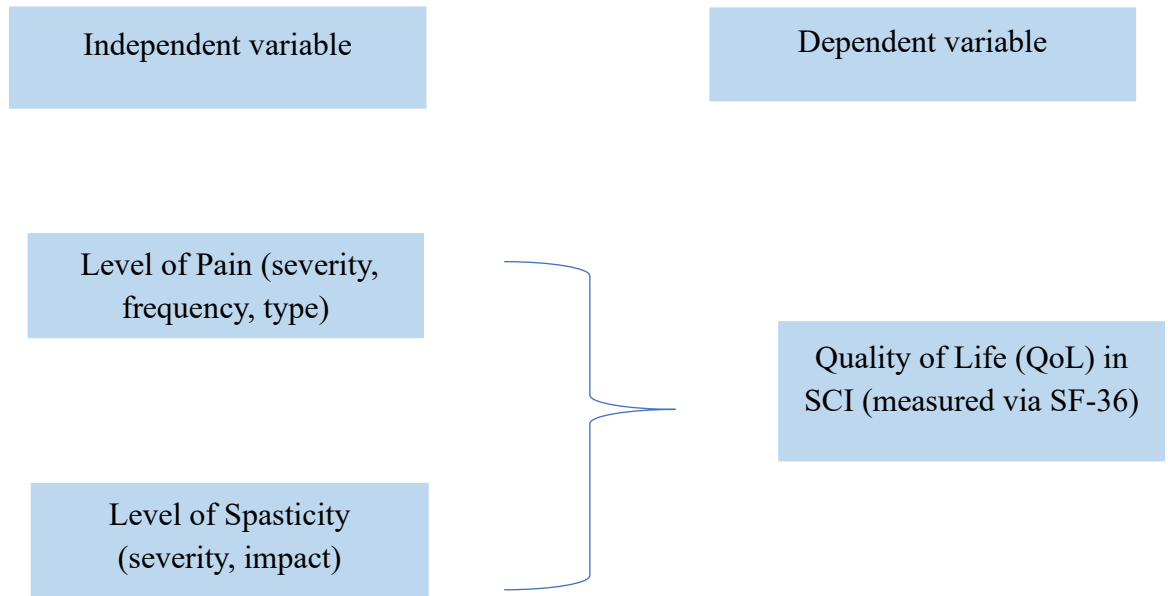 Independent variable
Dependent variable
Level of Pain (severity,
frequency, type)
Quality of Life (QoL) in
SCI (measured via SF-36)
Level of Spasticity
(severity, impact)